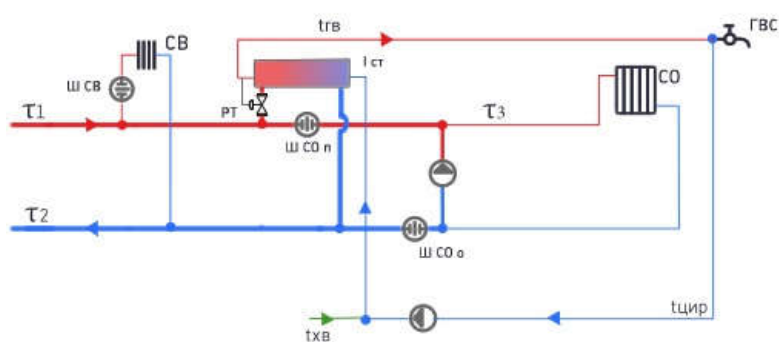 tгв
ГВС
СВ
I ст
СО
Ш СВ
РТ
τ1
τ3
Ш СО п
τ2
Ш СО о
tцир
tхв